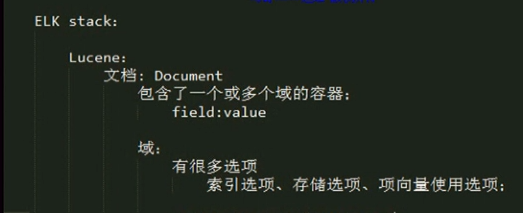 ELK stack:
Lucene:
文档: Document
包含了一个或多个域的容器;
field:value
域:
有很多选项
索引选项、存储选项、项向量使用选项;